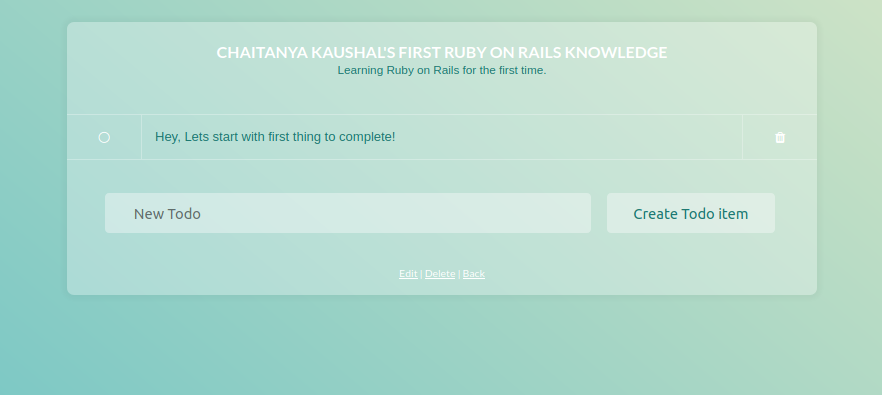 CHAITANYA KAUSHAL'S FIRST RUBY ON RAILS KNOWLEDGE
Learning Ruby on Rails for the first time.
Hey, Lets start with first thing to complete!
New Todo
Create Todo item
Edit | Delete | Back